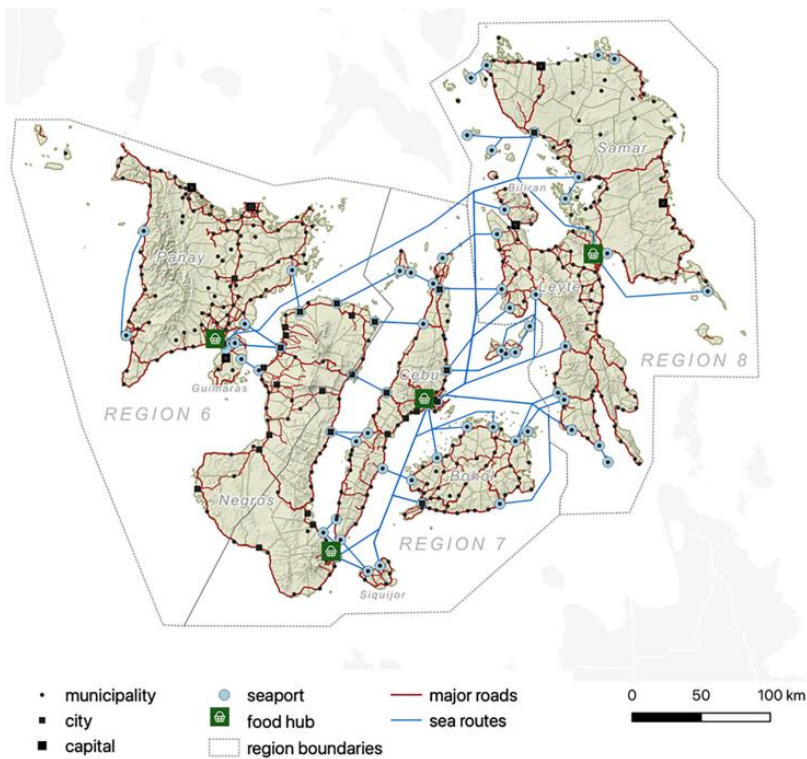 Samar
Biliran
Panay
Leyte
REGION 8
Guimaras
Cebu
REGION 6
Negros
Bohol
REGION 7
Siquijor
municipality
seaport
major roads
0 50 100 km
city
food hub
sea routes
capital
region boundaries